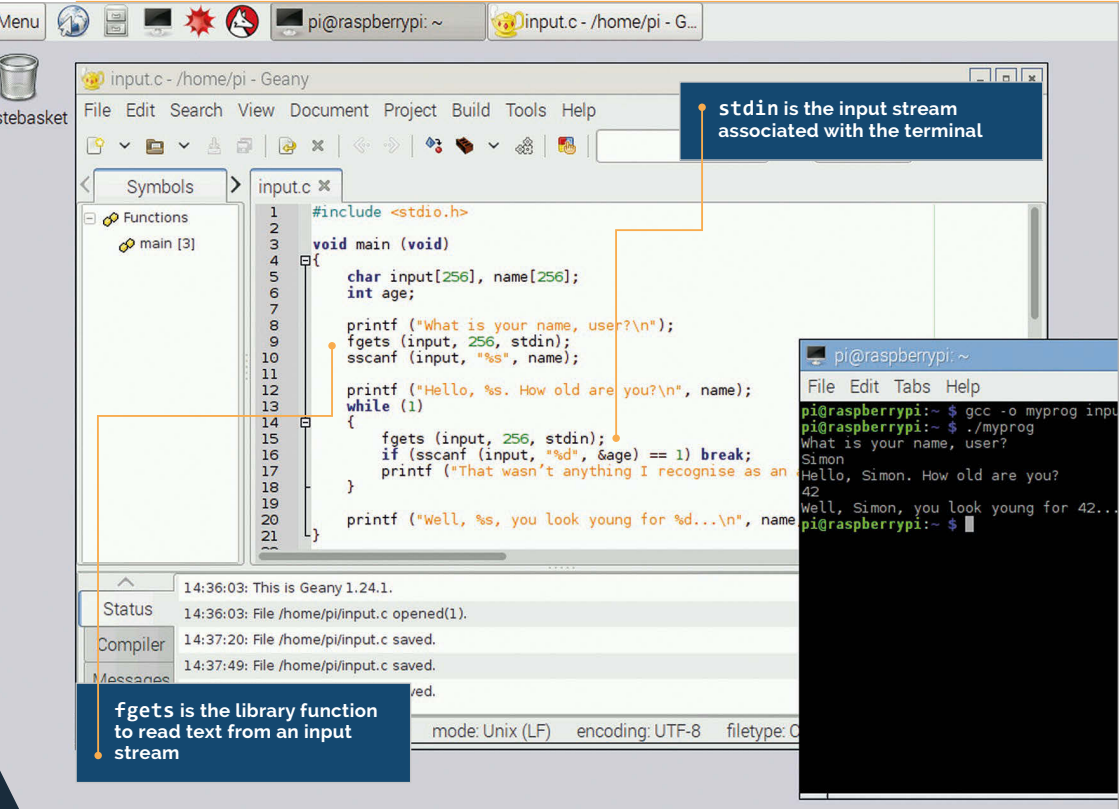 Menu
pi@raspberrypi: ~
input.c - /home/pi - G...
stebasket
input.c - /home/pi - Geany
File Edit Search View Document Project Build Tools Help
stdin is the input stream
associated with the terminal
Symbols
input.c
Functions
main [3]
1 #include <stdio.h>
2
3 void main (void)
4 {
5 char input[256], name[256];
6 int age;
7
8 printf ("What is your name, user?\n");
9 fgets (input, 256, stdin);
10 sscanf (input, "%s", name);
11
12 printf ("Hello, %s. How old are you?\n", name);
13 while (1)
14 {
15 fgets (input, 256, stdin);
16 if (sscanf (input, "%d", &age) == 1) break;
17 printf ("That wasn't anything I recognise as an
18 }
19
20 printf ("Well, %s, you look young for %d...\n", name
21 }
pi@raspberrypi: ~
File Edit Tabs Help
pi@raspberrypi:~ $ gcc -o myprog inpu
pi@raspberrypi:~ $ ./myprog
What is your name, user?
Simon
Hello, Simon. How old are you?
42
Well, Simon, you look young for 42...
pi@raspberrypi:~ $
Status
Compiler
Messages
14:36:03: This is Geany 1.24.1.
14:36:03: File /home/pi/input.c opened(1).
14:37:20: File /home/pi/input.c saved.
14:37:49: File /home/pi/input.c saved.
ved.
fgets is the library function
to read text from an input
stream
mode: Unix (LF) encoding: UTF-8 filetype: C